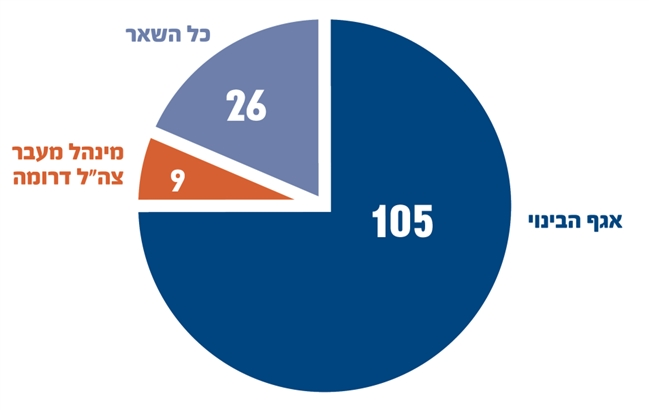 כל השאר
26
מינהל מעבר
צה"ל דרומה
9
105
אגף הבינוי